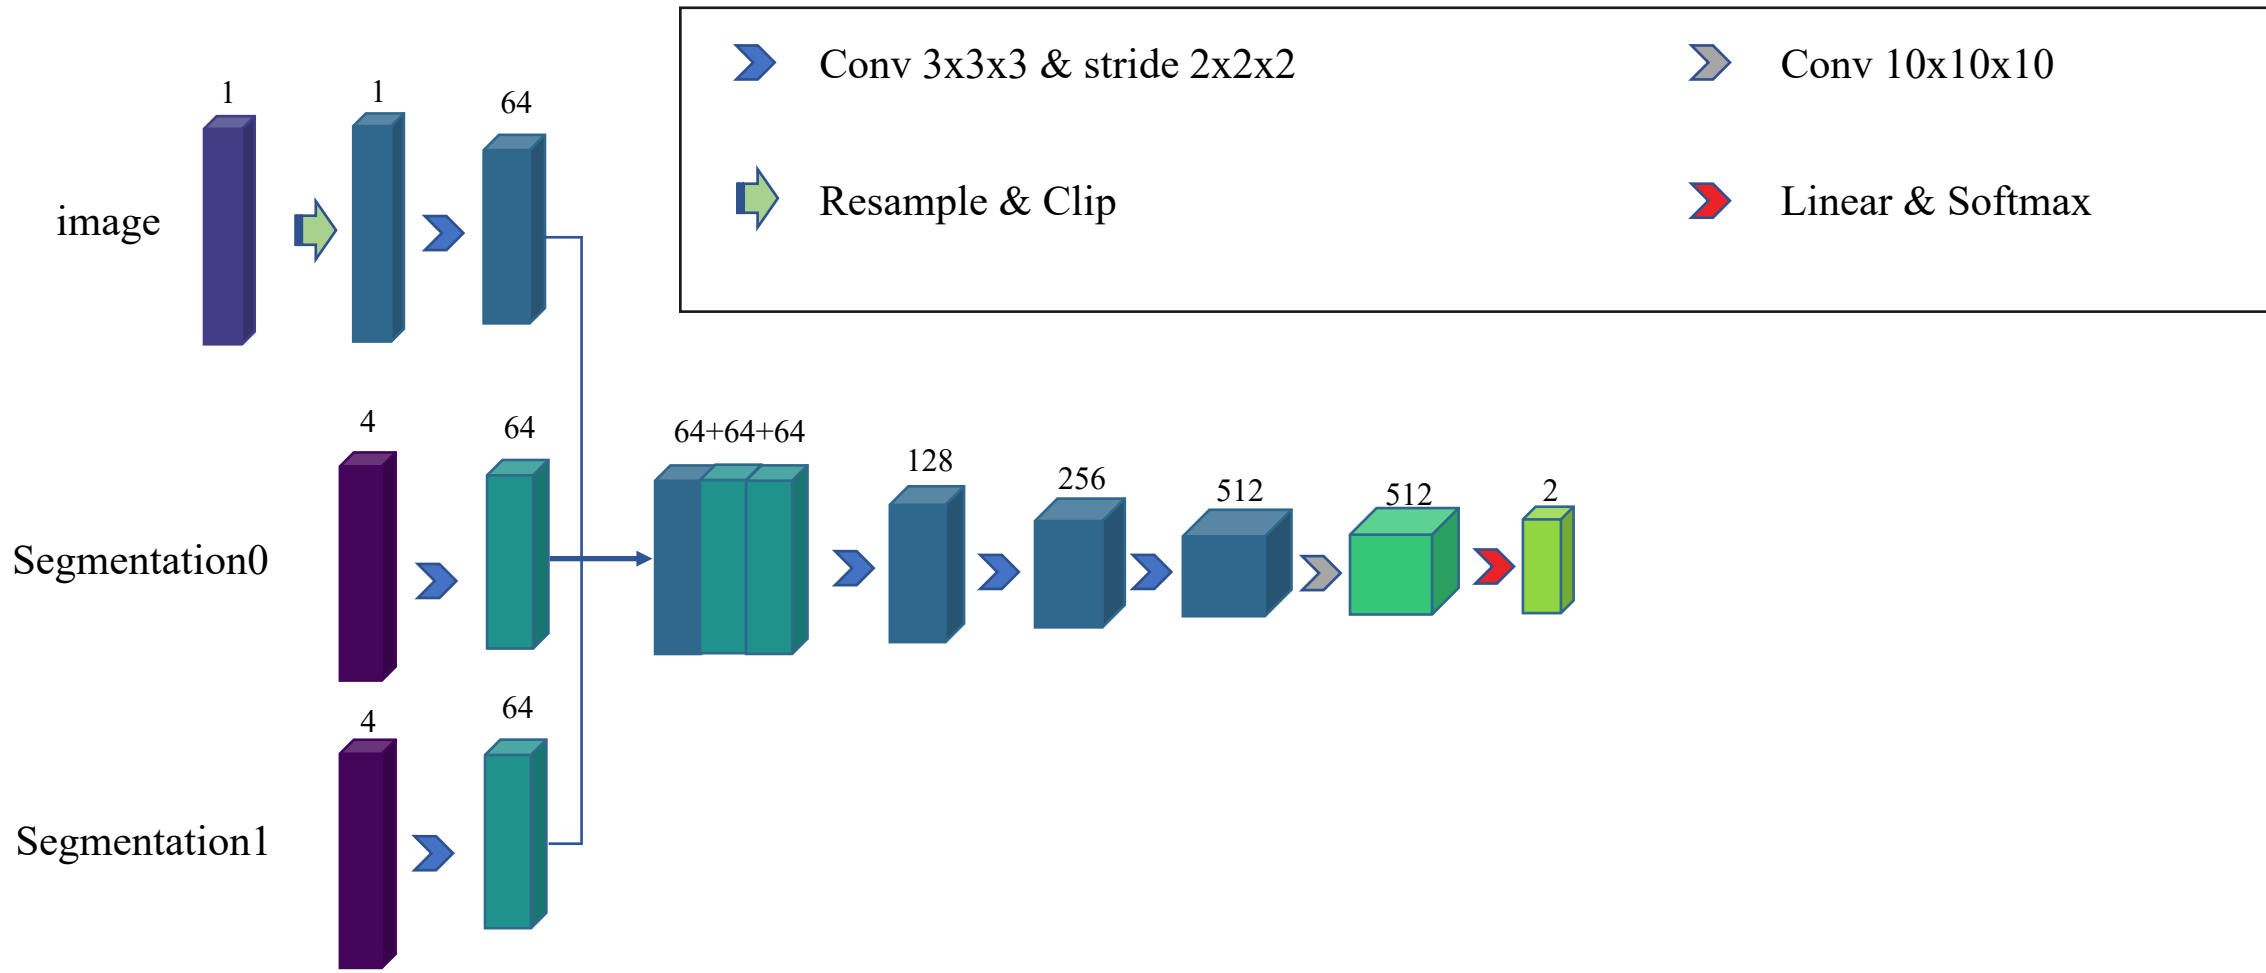 Conv 3x3x3 & stride 2x2x2
Conv 10x10x10
Resample & Clip
Linear & Softmax
1
1
64
image
4
64
64+64+64
128
256
512
512
2
Segmentation0
4
64
Segmentation1